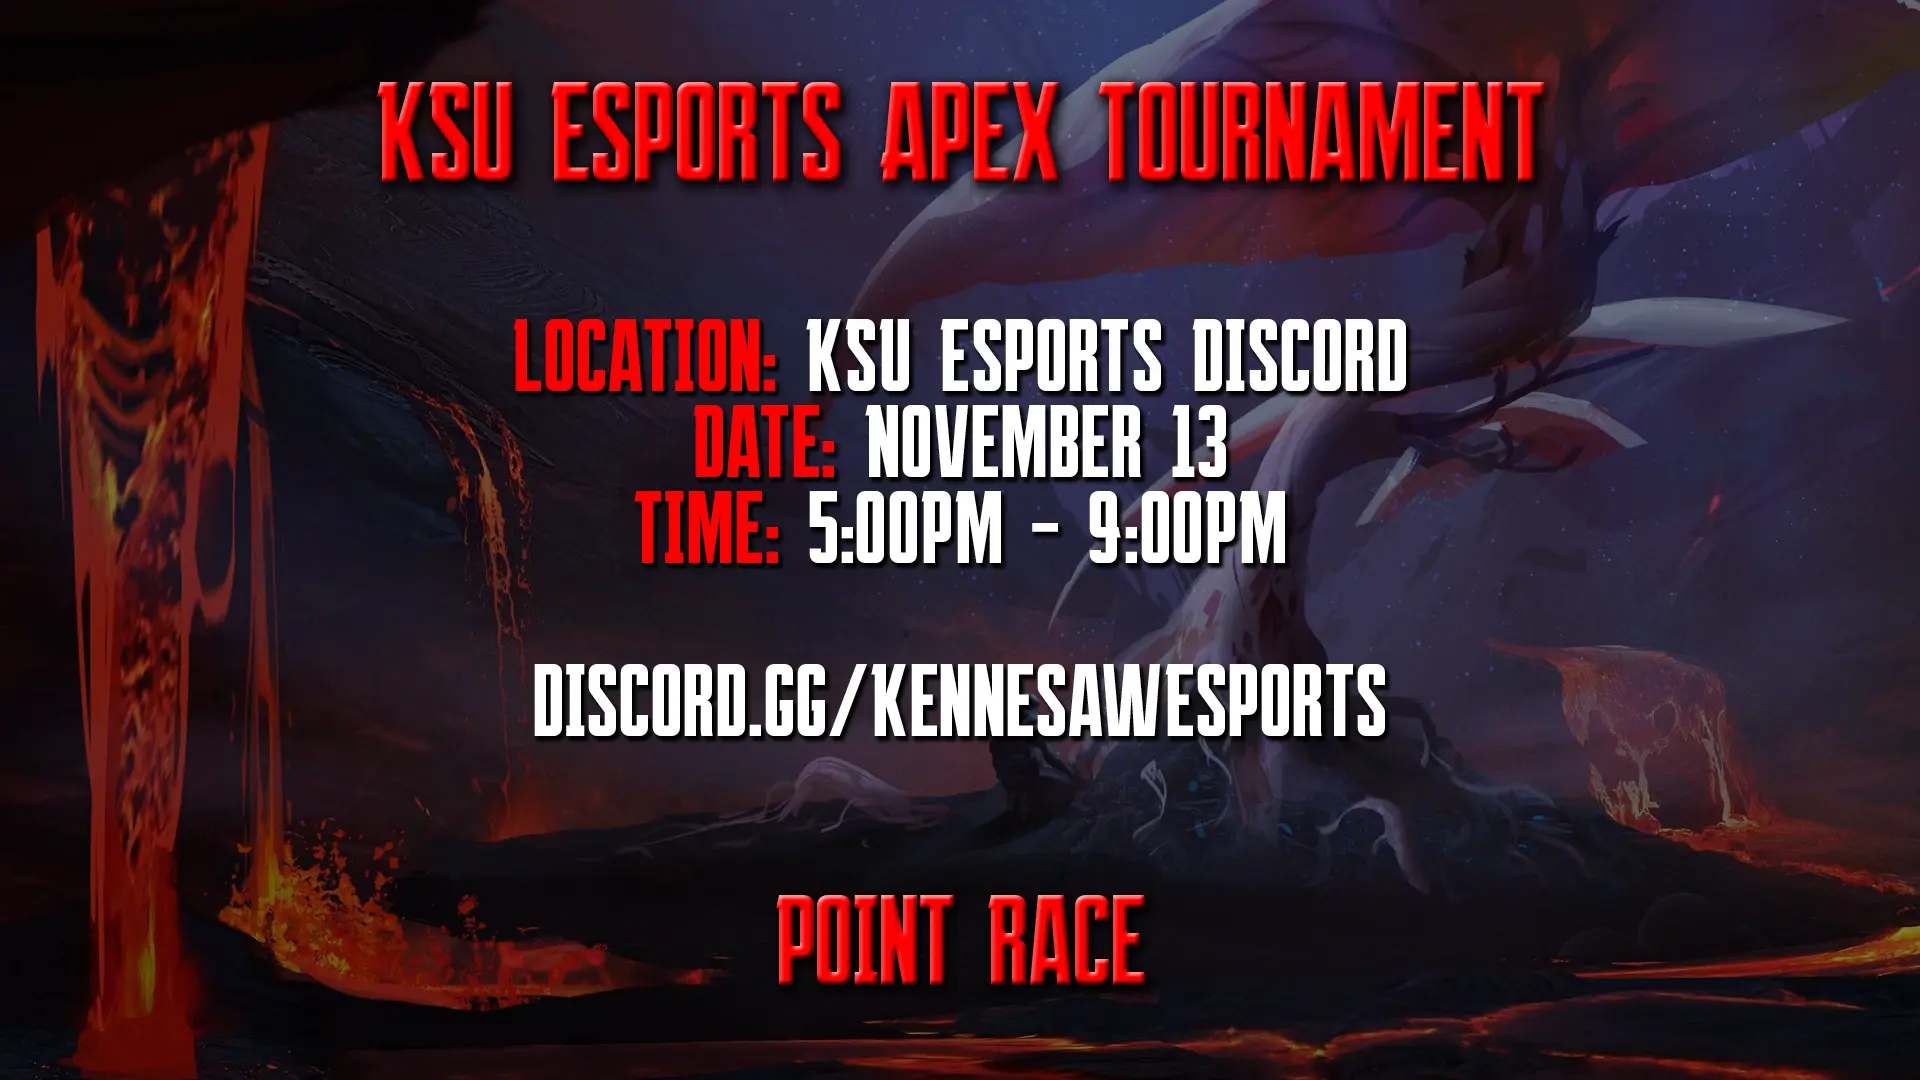 KSU ESPORTS APEX TOURNAMENT
LOCATION: KSU ESPORTS DISCORD
DATE: NOVEMBER 13
TIME: 5:00PM - 9:00PM
DISCORD.GG/KENNESAWESPORTS
POINT RACE